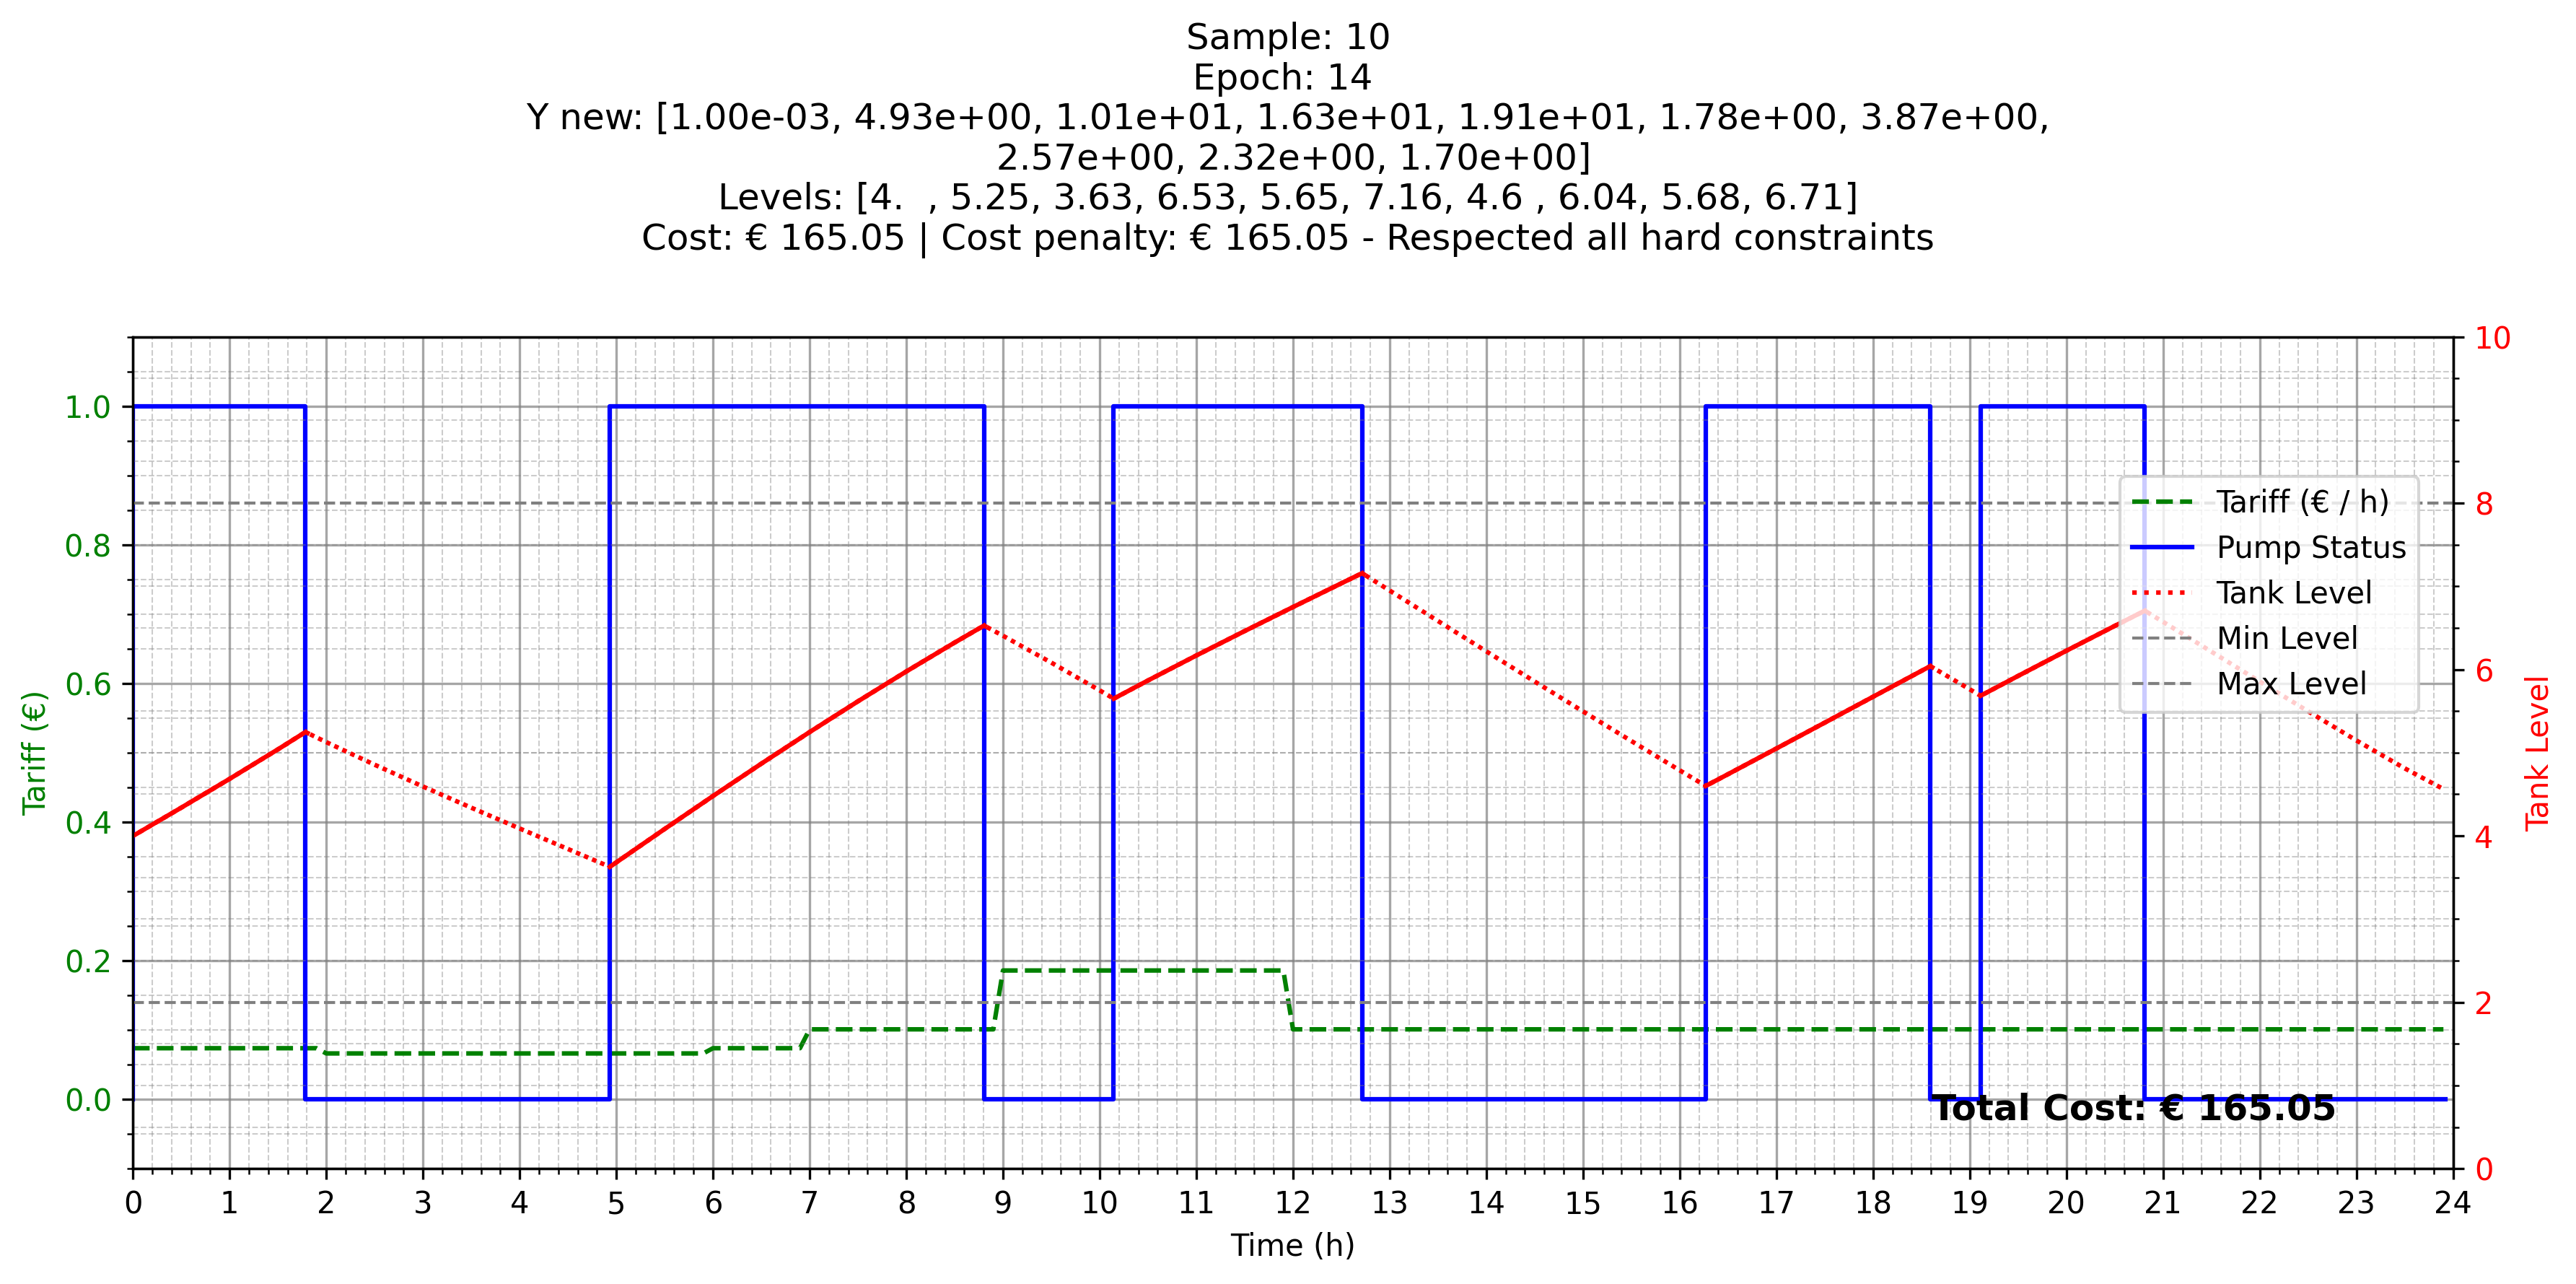 Sample: 10
Epoch: 14
Y new: [1.00e-03, 4.93e+00, 1.01e+01, 1.63e+01, 1.91e+01, 1.78e+00, 3.87e+00,
2.57e+00, 2.32e+00, 1.70e+00]
Levels: [4.  , 5.25, 3.63, 6.53, 5.65, 7.16, 4.6 , 6.04, 5.68, 6.71]
Cost: € 165.05 | Cost penalty: € 165.05 - Respected all hard constraints
1.0
0.8
0.6
0.4
0.2
0.0
Tariff (€)
10
8
6
4
2
0
Tank Level
Tariff (€ / h)
Pump Status
Tank Level
Min Level
Max Level
Total Cost: € 165.05
0 1 2 3 4 5 6 7 8 9 10 11 12 13 14 15 16 17 18 19 20 21 22 23 24
Time (h)